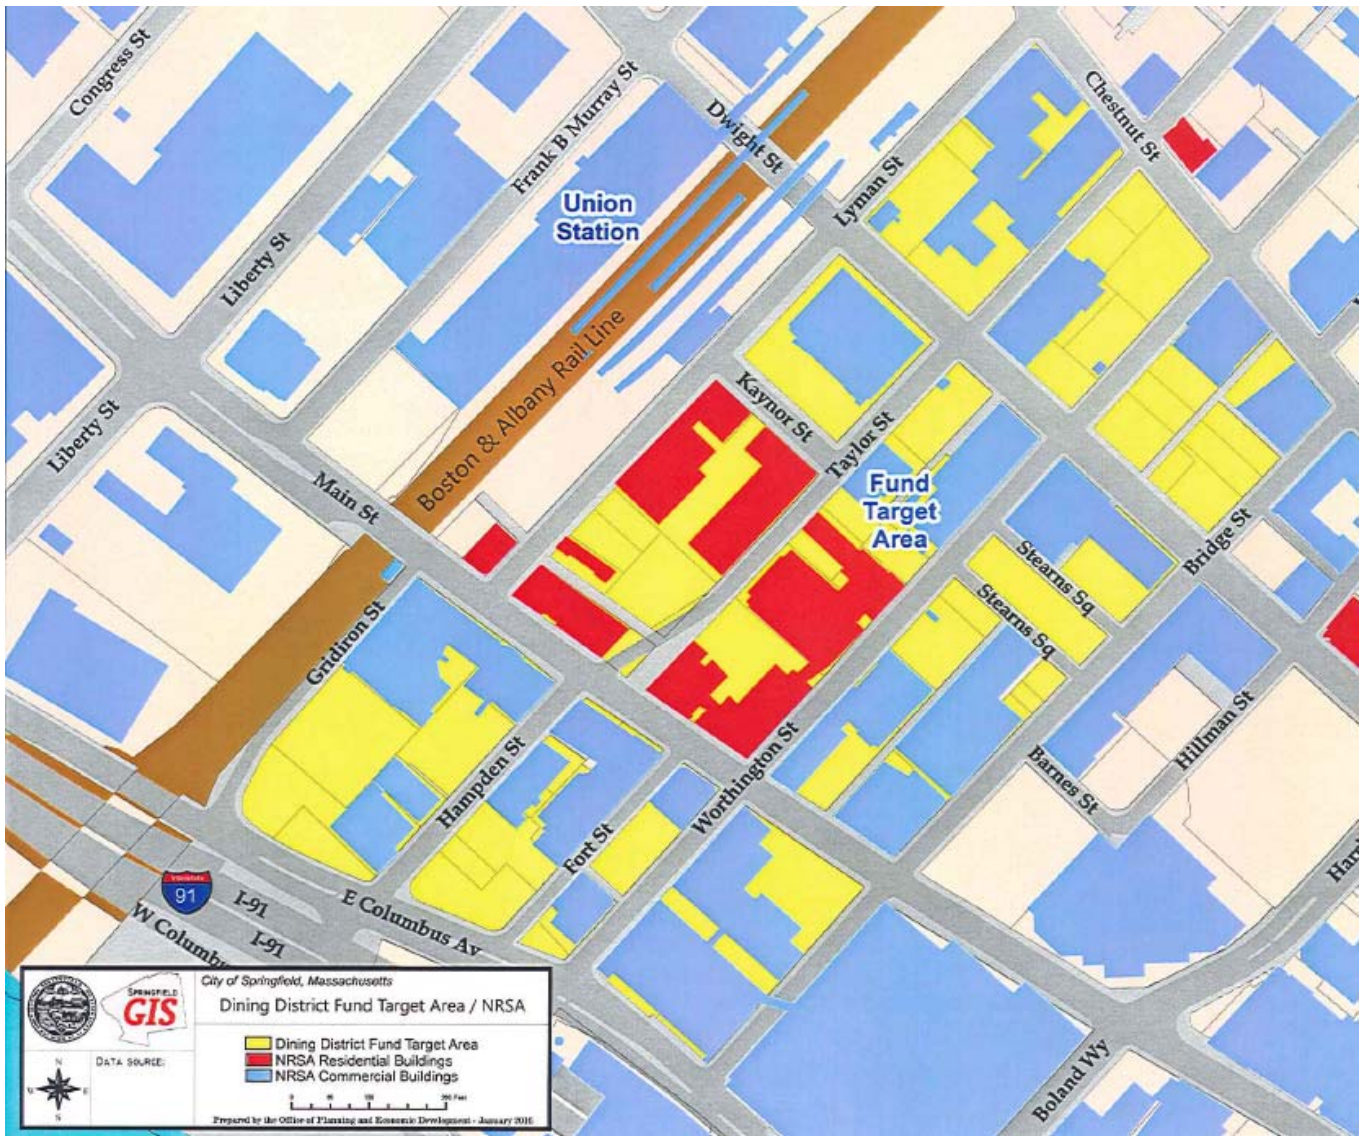 Congress St
Frank B Murray St
Dwight St
Chestnut St
Lyman St
Union
Station
Liberty St
Boston & Albany Rail Line
Kaynor St
Taylor St
Liberty St
Main St
Fund
Target
Area
Bridge St
Stearns Sq
Stearns Sq
Gridiron St
Hampden St
Worthington St
Hillman St
Barnes St
Fort St
Harri
91
I-91
I-91
E Columbus Av
W Columbu
Boland Wy
City of Springfield, Massachusetts
SPRINGFIELD
GIS
Dining District Fund Target Area / NRSA
Dining District Fund Target Area
NRSA Residential Buildings
NRSA Commercial Buildings
DATA SOURCE:
N
S
Prepared by the Office of Planning and Economic Development - January 2016